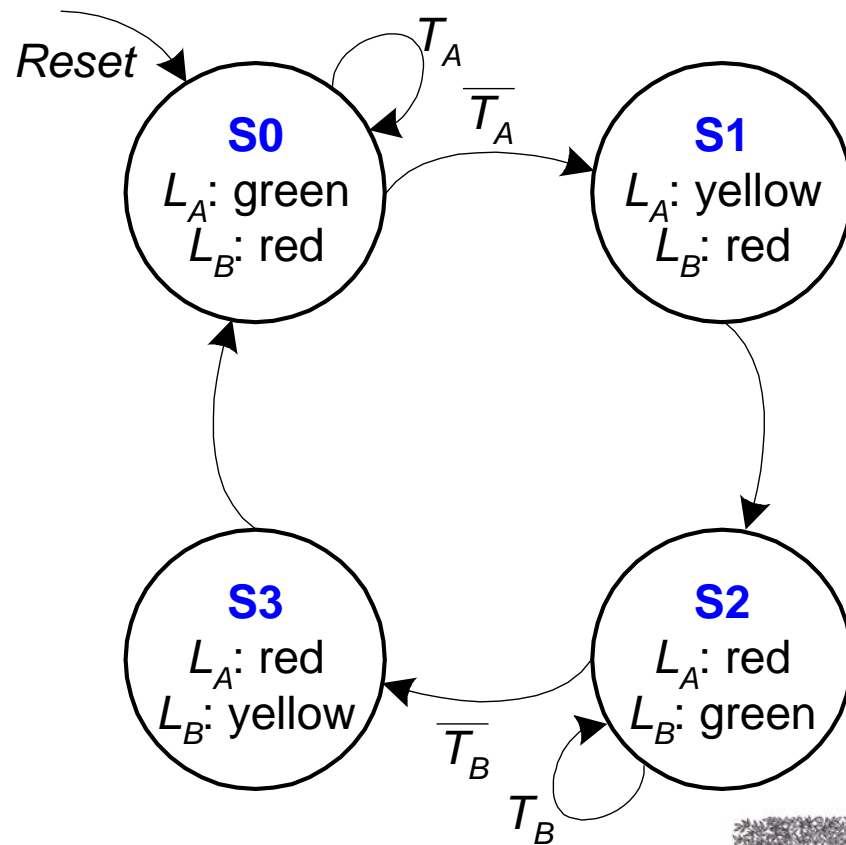 Reset
T_A
T̅_A̅
S0
L_A: green
L_B: red
S1
L_A: yellow
L_B: red
S3
L_A: red
L_B: yellow
S2
L_A: red
L_B: green
T̅_B̅
T_B